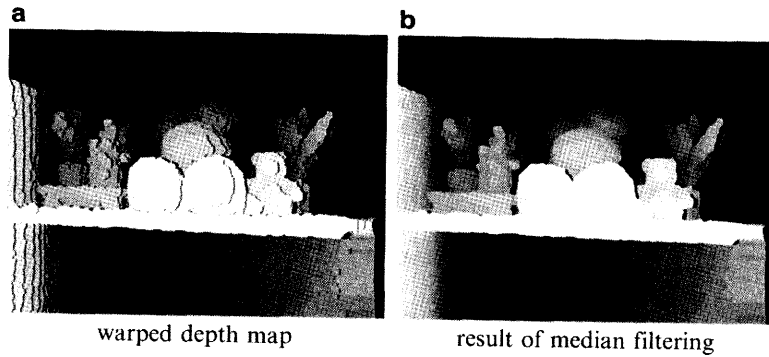 a
b
warped depth map
result of median filtering